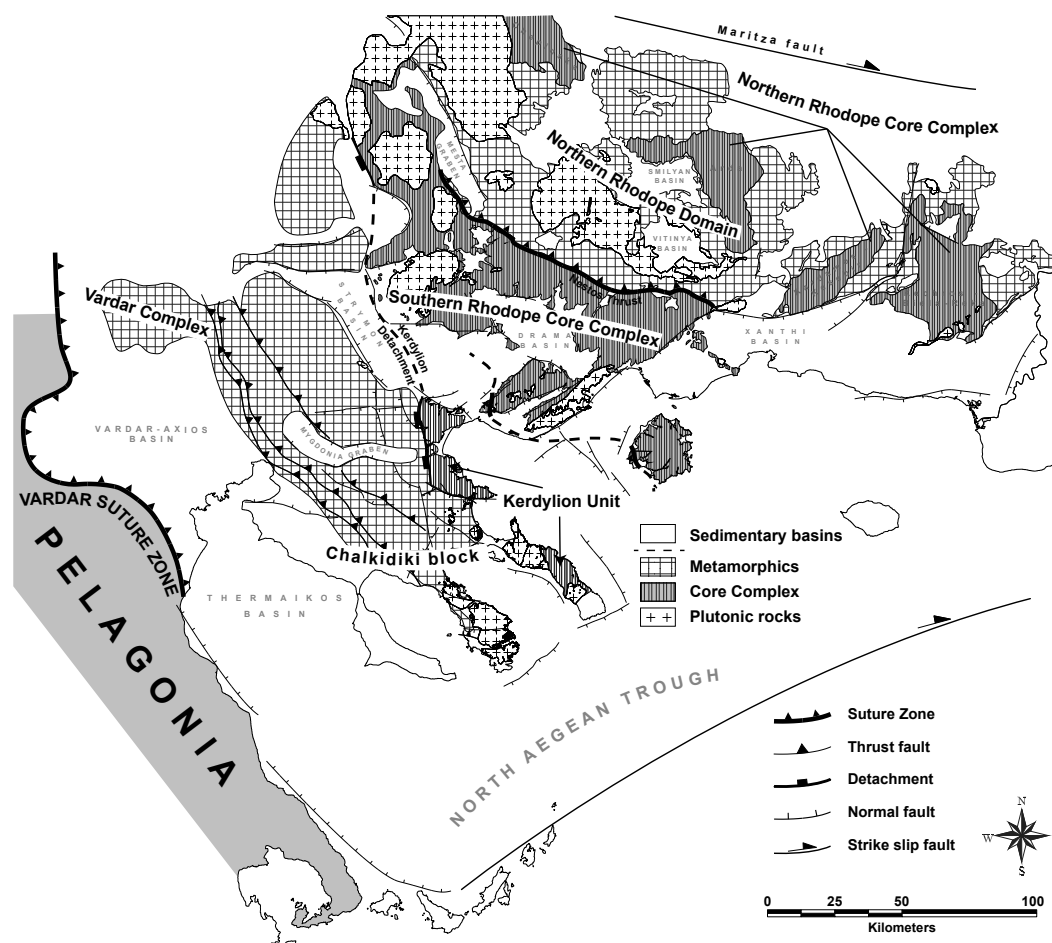 Maritza fault
Northern Rhodope Core Complex
MESTA
GRABEN
Northern Rhodope Domain
SMILYAN
BASIN
VITINYA
BASIN
Nestos Thrust
Southern Rhodope Core Complex
STRYMON
BASIN
Kerdylion
Detachment
DRAMA
BASIN
XANTHI
BASIN
Vardar Complex
VARDAR-AXIOS
BASIN
MYGDONIA GRABEN
VARDAR SUTURE ZONE
PELAGONIA
Kerdylion Unit
Chalkidiki block
THERMAIKOS
BASIN
NORTH AEGEAN TROUGH
Sedimentary basins
Metamorphics
Core Complex
Plutonic rocks
Suture Zone
Thrust fault
Detachment
Normal fault
Strike slip fault
N
W
E
S
0 25 50 100
Kilometers